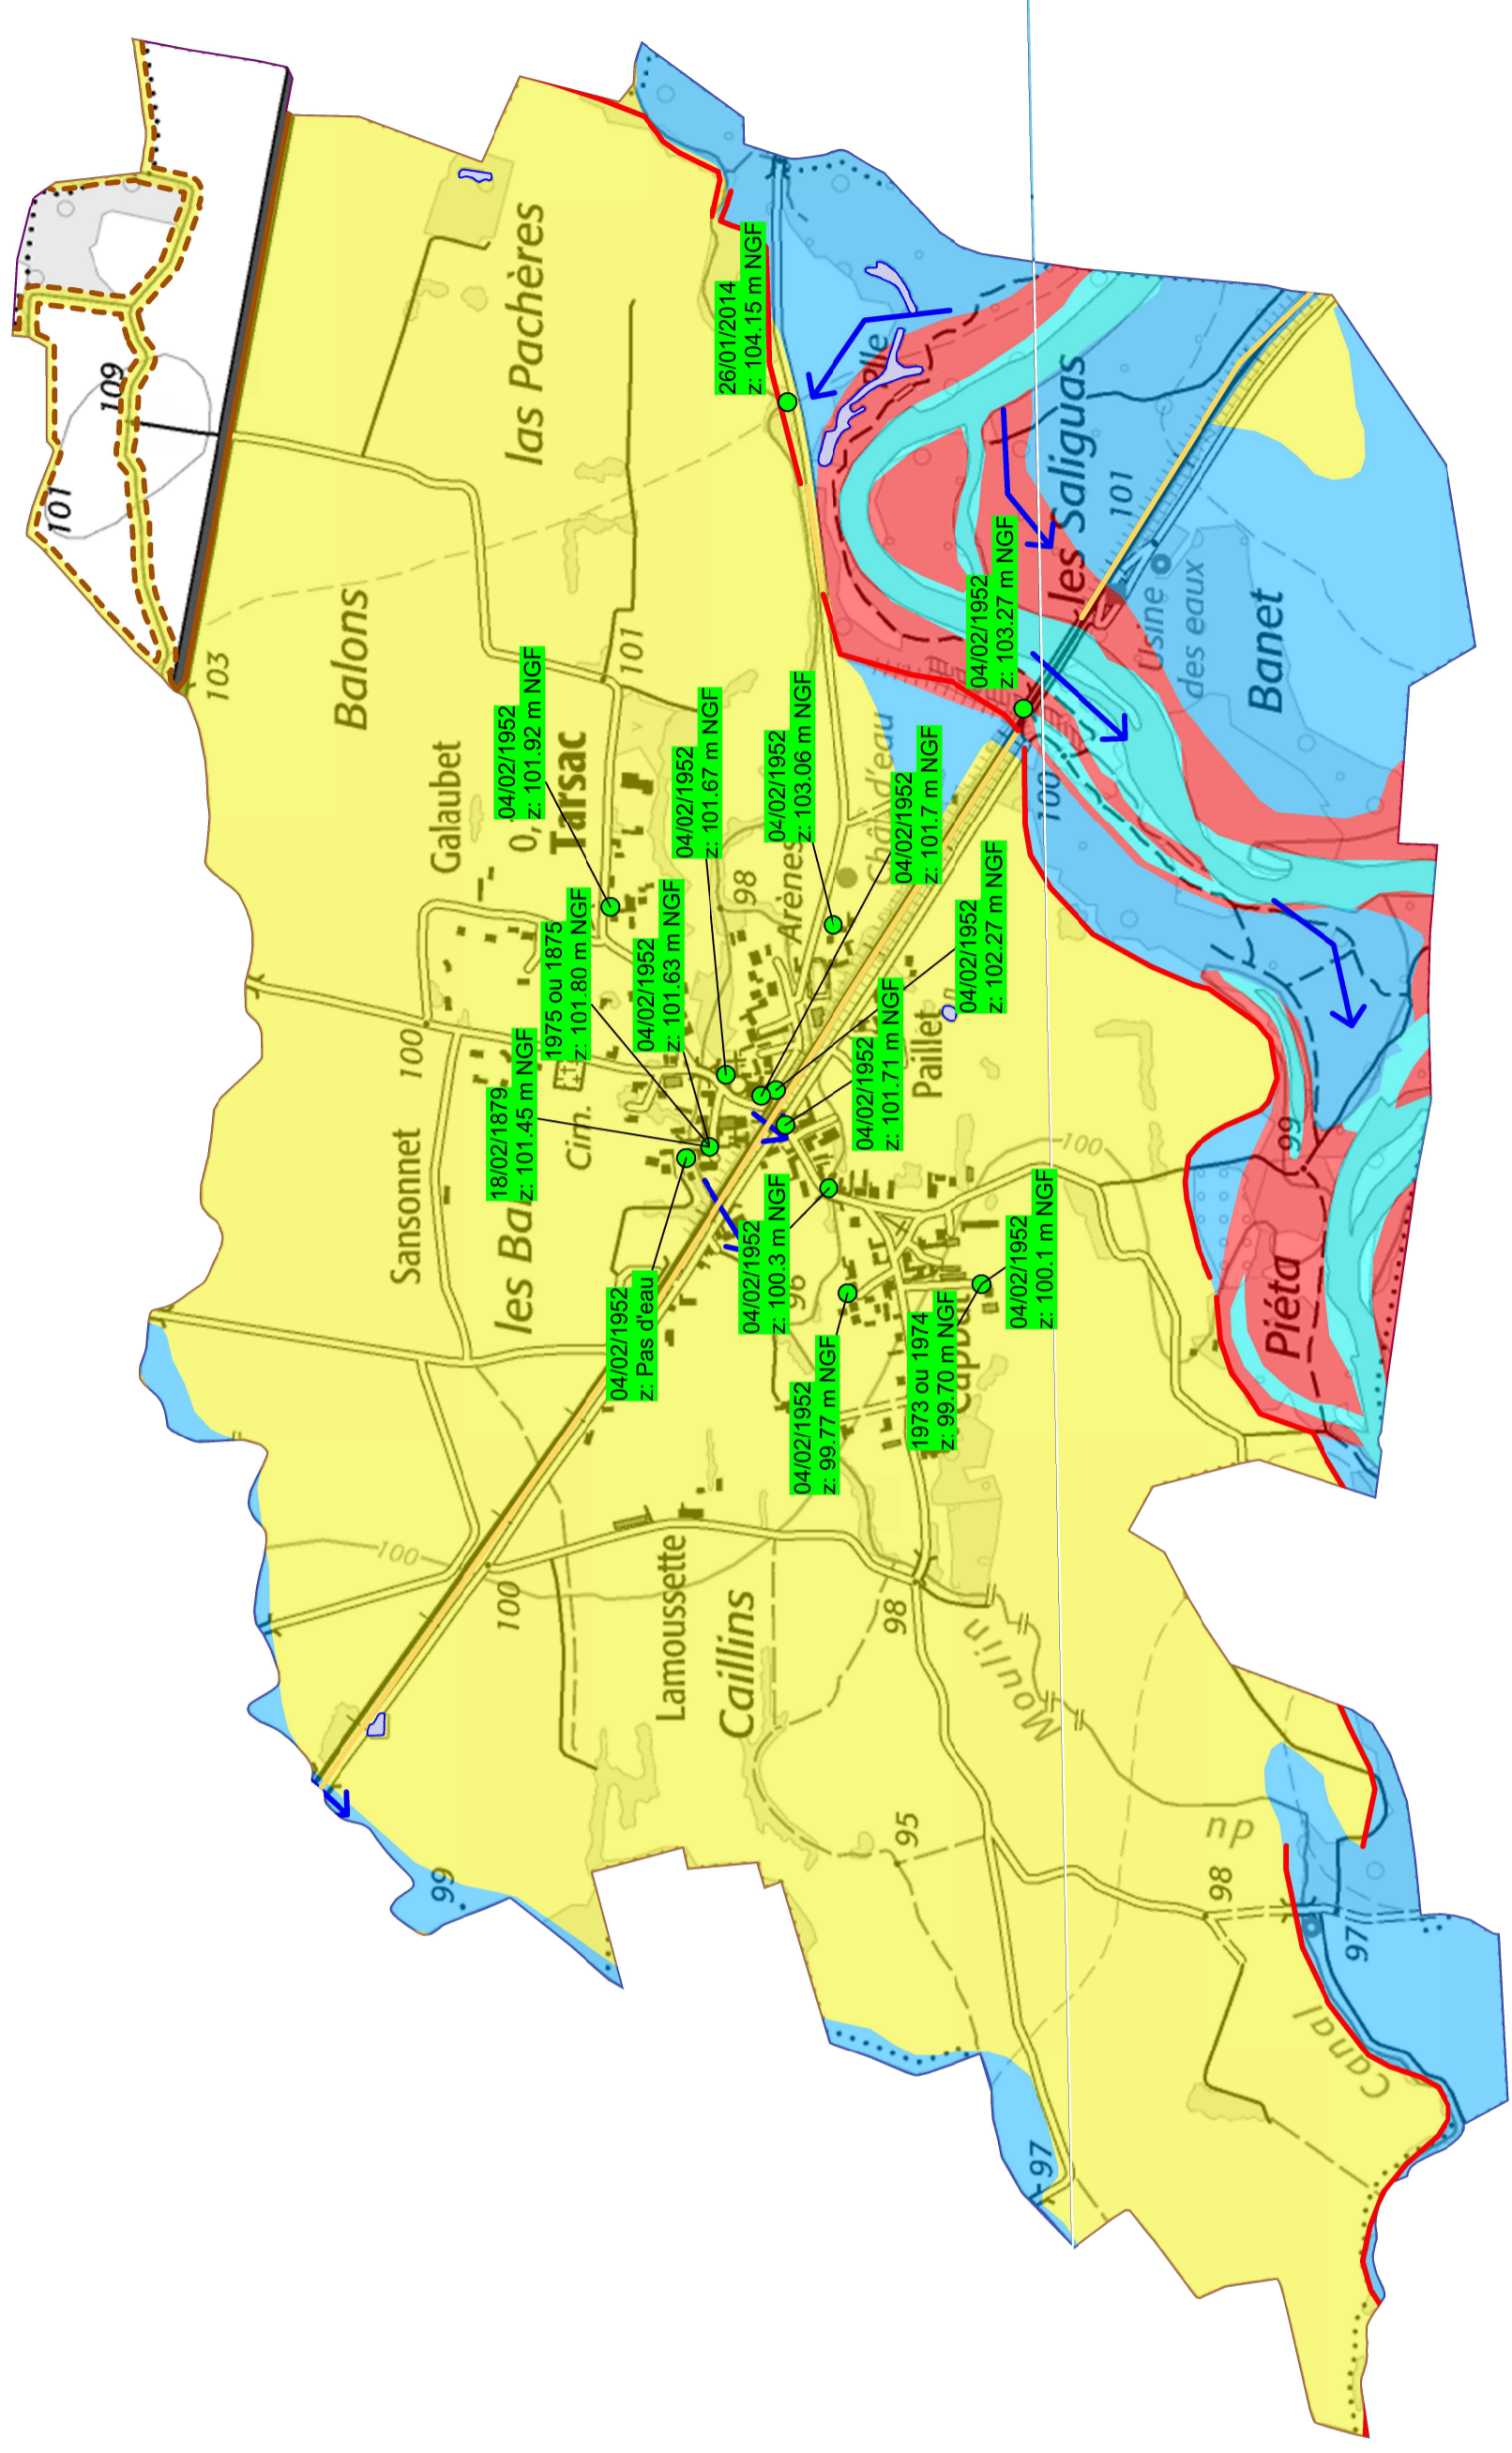 109
101
103
las Pachères
Balons
101
26/01/2014
z: 104.15 m NGF
Galaubet
04/02/1952
z: 101.92 m NGF
0,
Tarsac
04/02/1952
z: 101.67 m NGF
04/02/1952
z: 103.06 m NGF
04/02/1952
z: 103.27 m NGF
les Saliguas
101
Usine
des eaux
Banet
98
Arènes
Chât. d'eau
04/02/1952
z: 101.7 m NGF
100
1975 ou 1875
z: 101.80 m NGF
04/02/1952
z: 101.63 m NGF
04/02/1952
z: 102.27 m NGF
100
Sansonnet
18/02/1879
z: 101.45 m NGF
Cim.
les Bar
04/02/1952
z: 101.71 m NGF
Paillet
100
99
Piéta
04/02/1952
z: Pas d'eau
04/02/1952
z: 100.3 m NGF
96
04/02/1952
z: 100.1 m NGF
04/02/1952
z: 99.77 m NGF
1973 ou 1974
z: 99.70 m NGF
100
100
Lamoussette
Caillins
98
Moulin
du
Canal
99
95
98
97
97